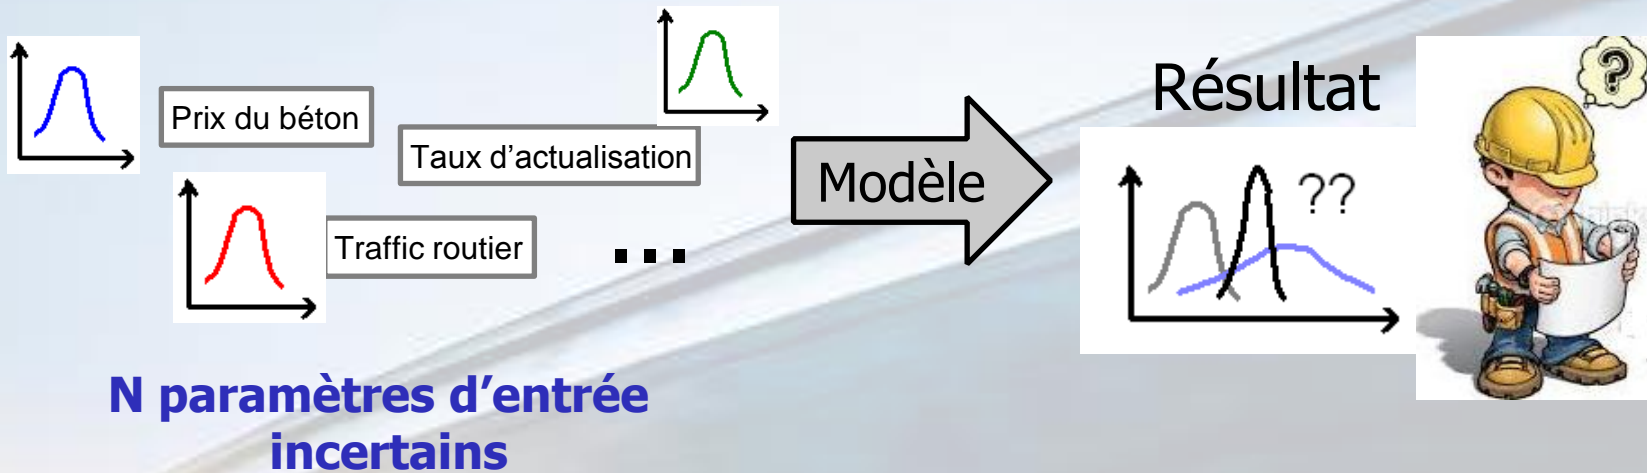 Prix du béton
Taux d’actualisation
Traffic routier
...
N paramètres d’entrée
incertains
Modèle
Résultat
??
?